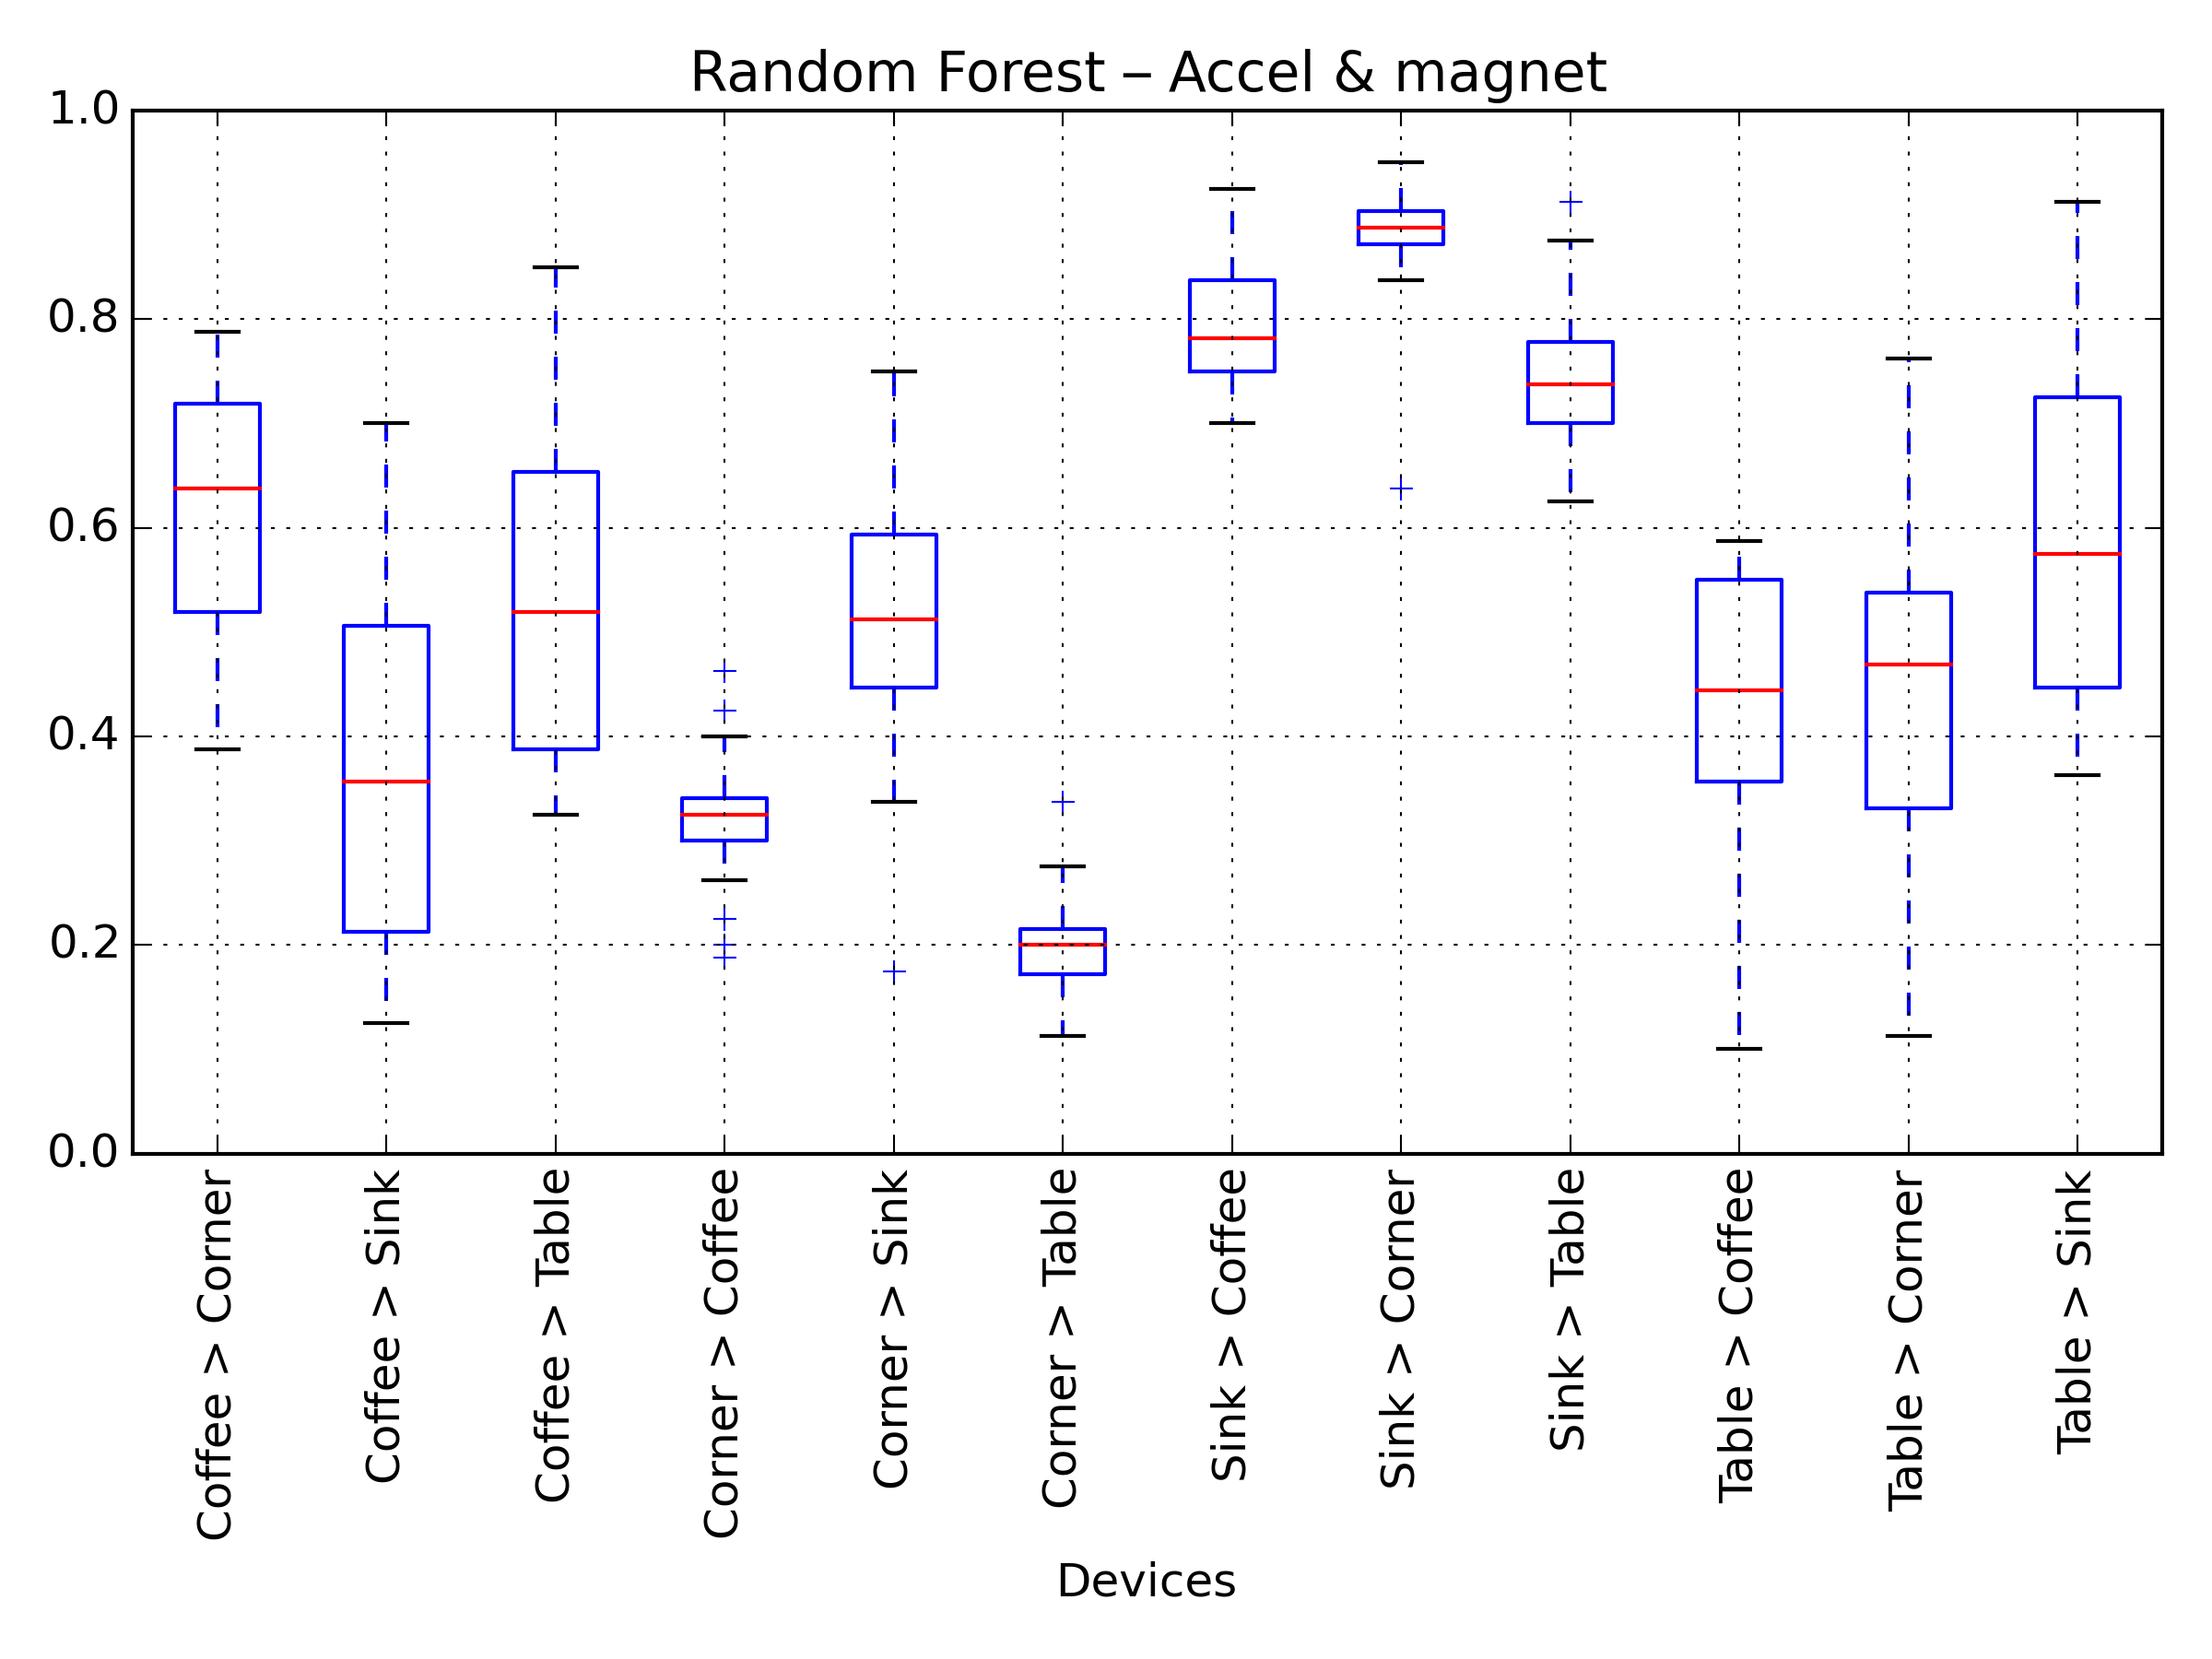 Random Forest – Accel & magnet
1.0
0.8
0.6
0.4
0.2
0.0
Coffee > Corner
Coffee > Sink
Coffee > Table
Corner > Coffee
Corner > Sink
Corner > Table
Sink > Coffee
Sink > Corner
Sink > Table
Table > Coffee
Table > Corner
Table > Sink
Devices